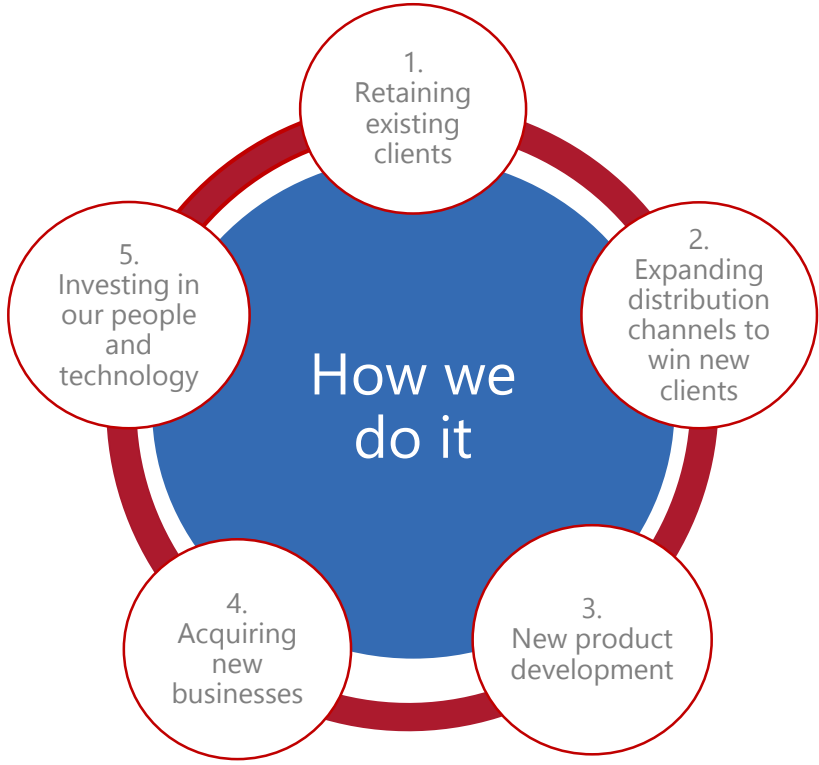 1.
Retaining
existing
clients
2.
Expanding
distribution
channels to
win new
clients
3.
New product
development
4.
Acquiring
new
businesses
5.
Investing in
our people
and
technology
How we
do it